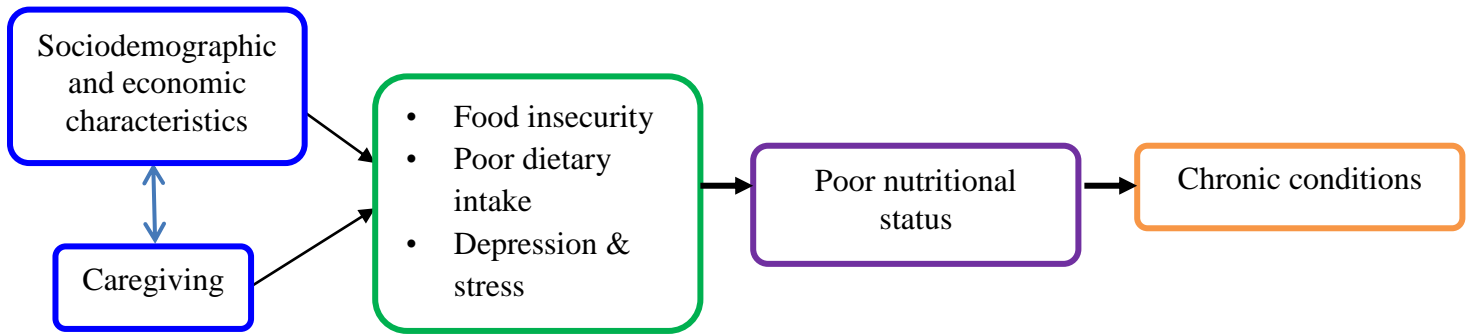 Sociodemographic
and economic
characteristics
Caregiving
• Food insecurity
• Poor dietary
intake
• Depression &
stress
Poor nutritional
status
Chronic conditions